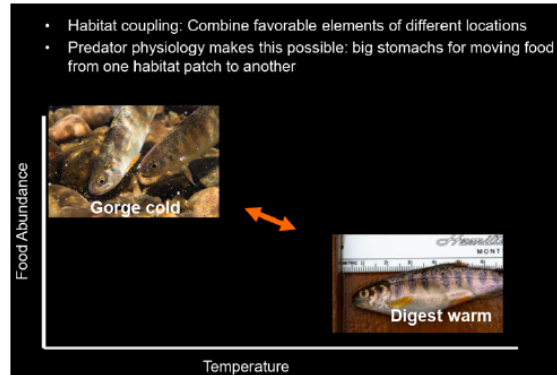 • Habitat coupling: Combine favorable elements of different locations
• Predator physiology makes this possible: big stomachs for moving food
from one habitat patch to another
Food Abundance
Gorge cold
MONT
Digest warm
Temperature